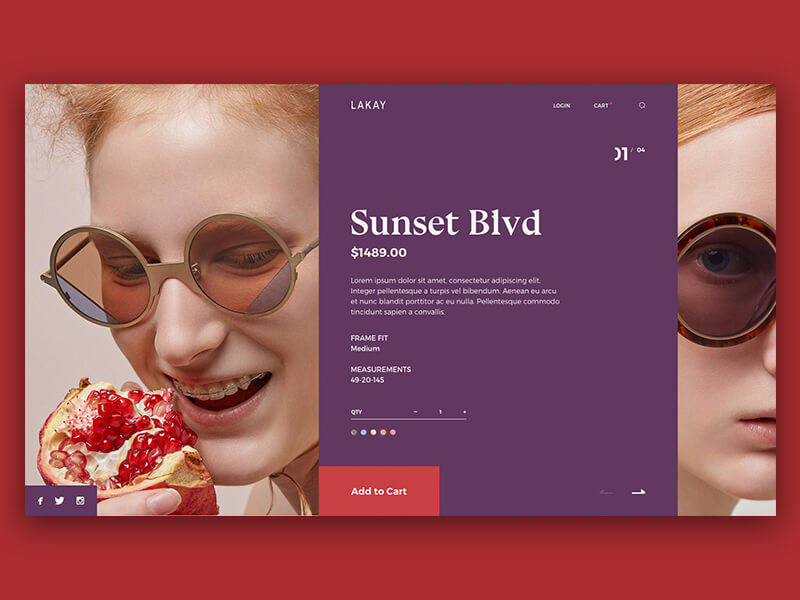 LAKAY
LOGIN
CART
01 / 04
Sunset Blvd
$1489.00
Lorem ipsum dolor sit amet, consectetur adipiscing elit.
Integer pellentesque a turpis vel bibendum. Aenean eu arcu
et nunc blandit porttitor ac eu nulla. Pellentesque commodo
tincidunt sapien a convallis.
FRAME FIT
Medium
MEASUREMENTS
49-20-145
QTY - 1 +
Add to Cart